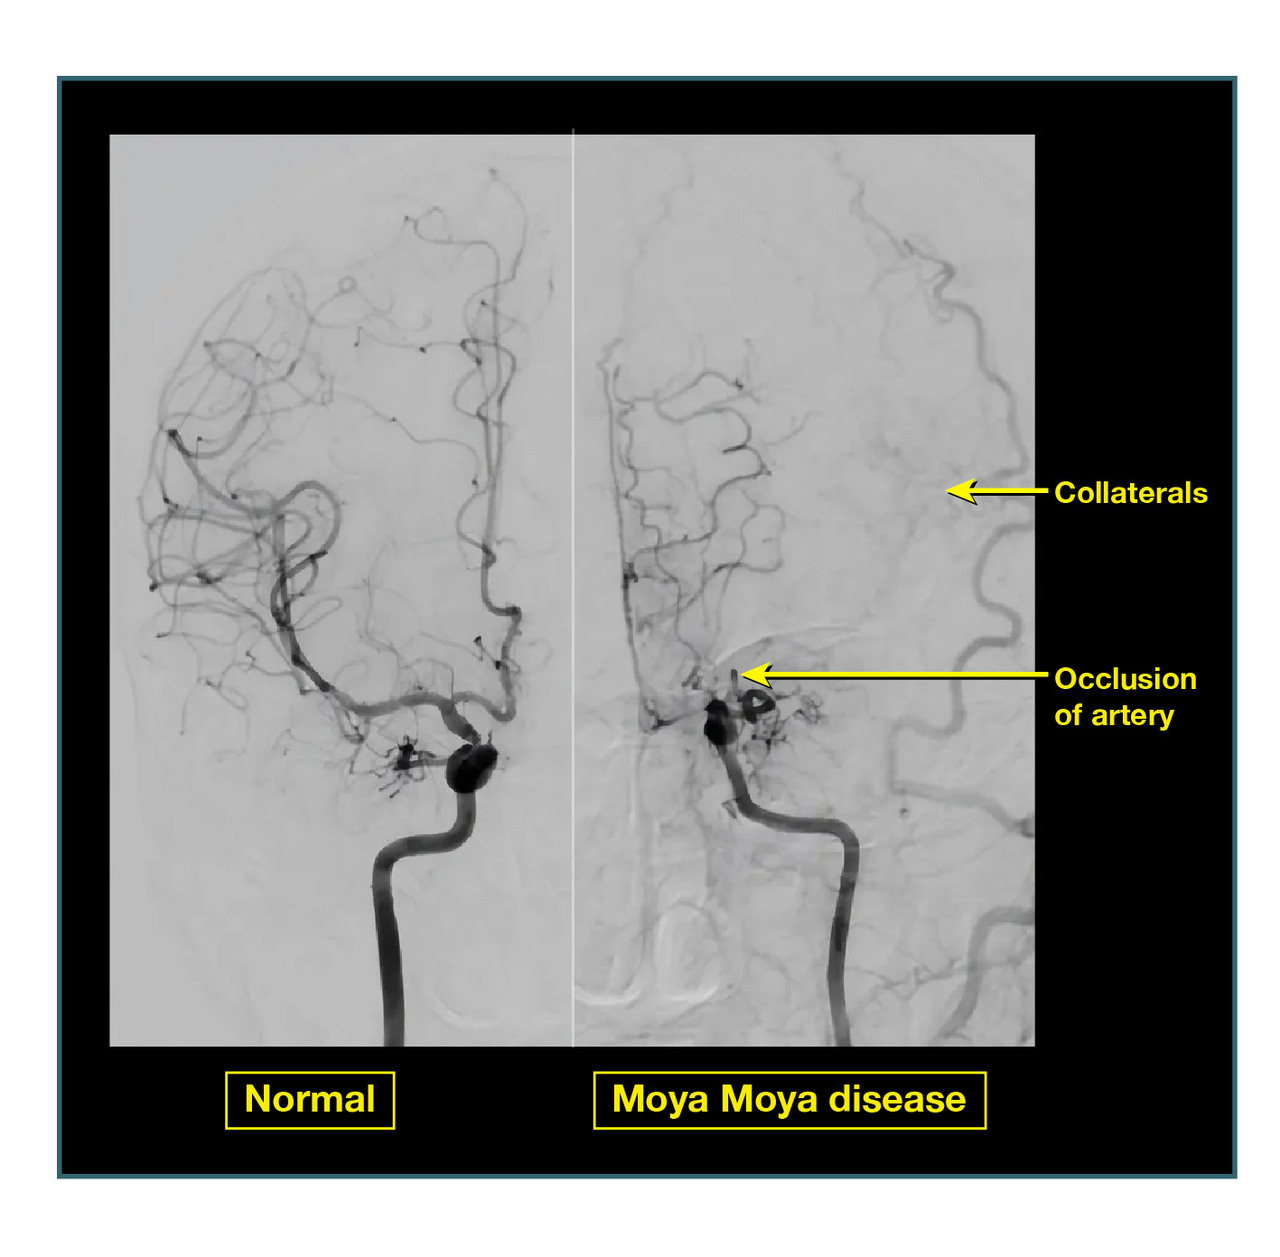 Collaterals
Occlusion
of artery
Normal
Moya Moya disease